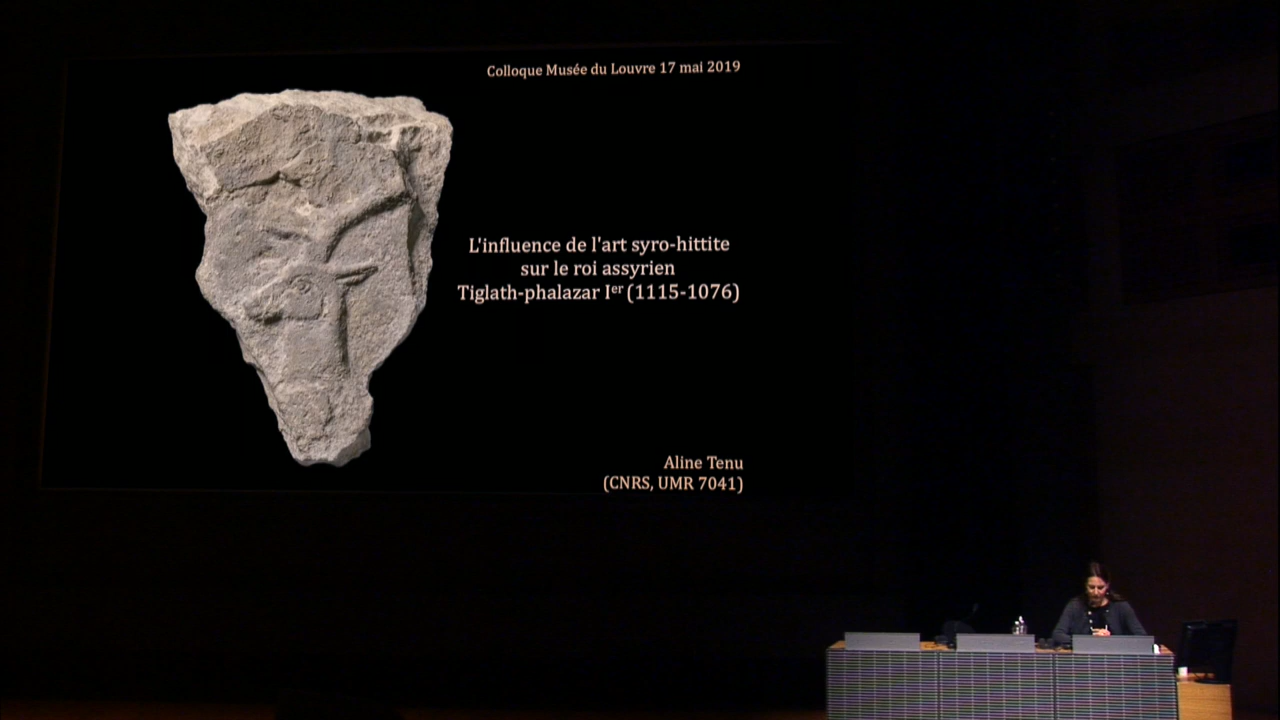 Colloque Musée du Louvre 17 mai 2019
L'influence de l'art syro-hittite
sur le roi assyrien
Tiglath-phalazar Iᵉʳ (1115-1076)
Aline Tenu
(CNRS, UMR 7041)